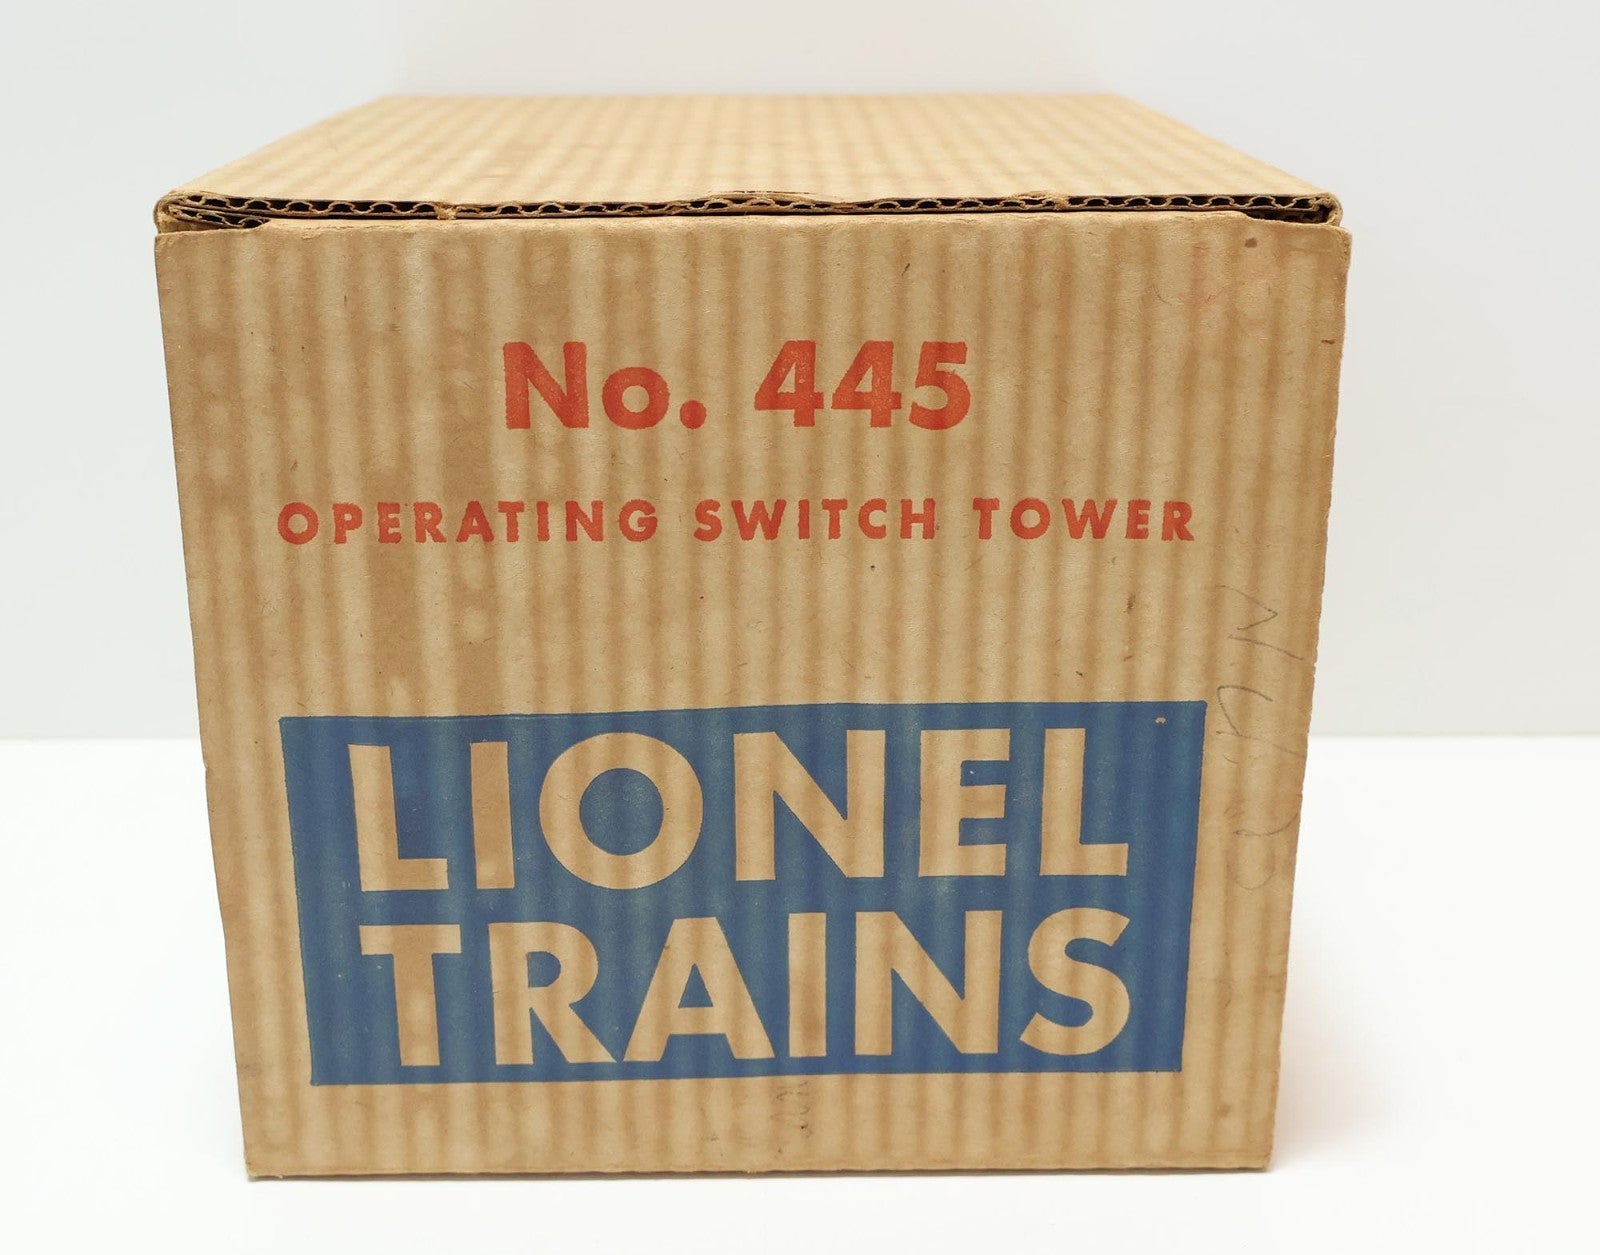 No. 445
OPERATING SWITCH TOWER
LIONEL
TRAINS